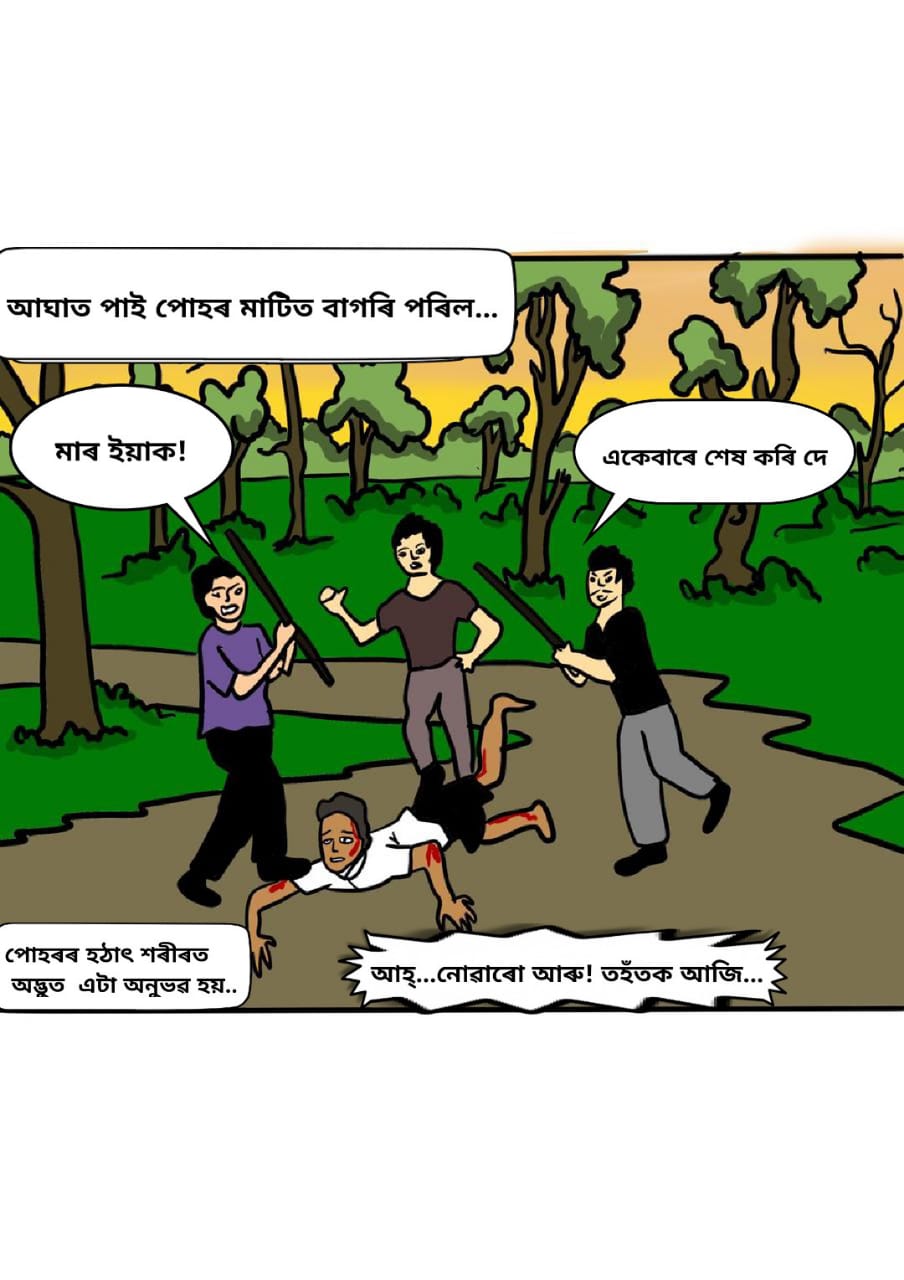 আঘাত পাই পোহৰ মাটিত বাগৰি পৰিল...
মাৰ ইয়াক!
একেবাৰে শেষ কৰি দে
পোহৰৰ হঠাৎ শৰীৰত
অদ্ভুত এটা অনুভৱ হয়..
আহ্...নোৱাৰো আৰু! তহঁতক আজি...